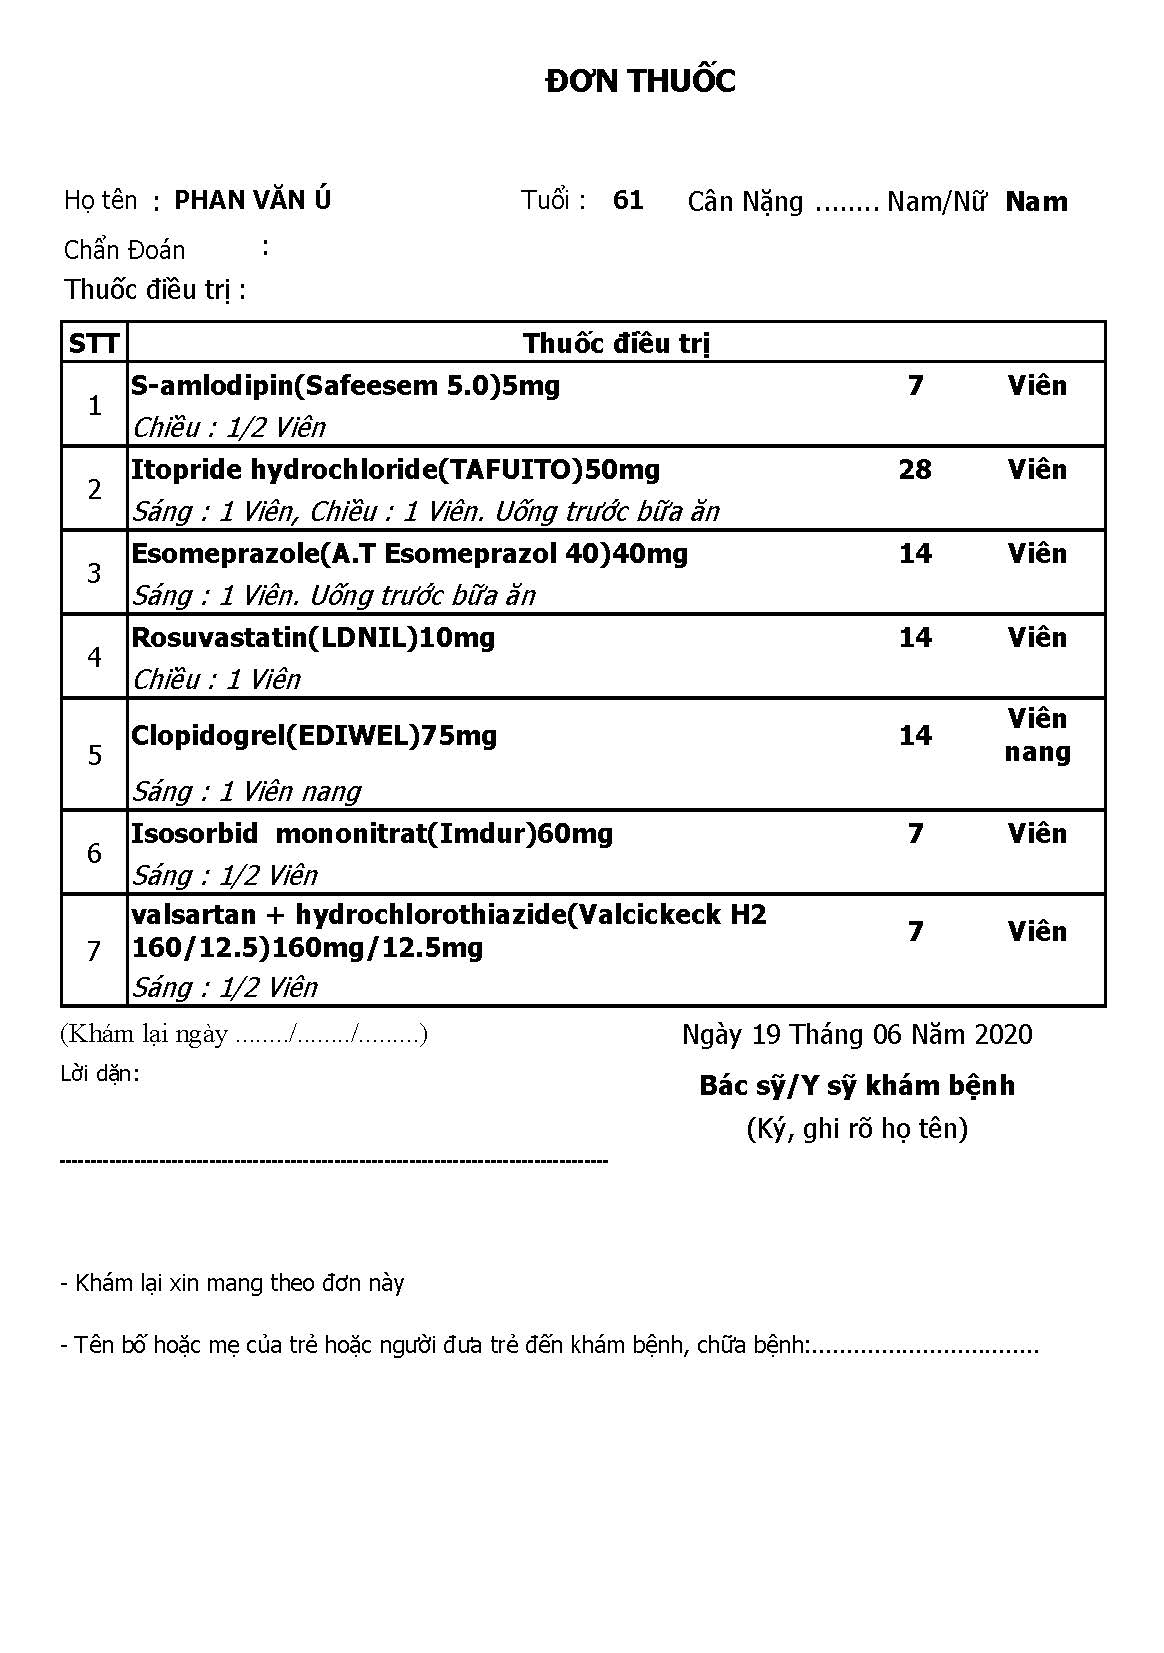 ĐƠN THUỐC
Họ tên : PHAN VĂN Ú Tuổi : 61 Cân Nặng ........ Nam/Nữ Nam
Chẩn Đoán :
Thuốc điều trị :
STT Thuốc điều trị
1 S-amlodipin(Safeesem 5.0)5mg 7 Viên
Chiều : 1/2 Viên
2 Itopride hydrochloride(TAFUITO)50mg 28 Viên
Sáng : 1 Viên, Chiều : 1 Viên. Uống trước bữa ăn
3 Esomeprazole(A.T Esomeprazol 40)40mg 14 Viên
Sáng : 1 Viên. Uống trước bữa ăn
4 Rosuvastatin(LDNIL)10mg 14 Viên
Chiều : 1 Viên
5 Clopidogrel(EDIWEL)75mg 14 Viên nang
Sáng : 1 Viên nang
6 Isosorbid mononitrat(Imdur)60mg 7 Viên
Sáng : 1/2 Viên
7 valsartan + hydrochlorothiazide(Valcickeck H2
160/12.5)160mg/12.5mg 7 Viên
Sáng : 1/2 Viên
(Khám lại ngày ......../......../.........) Ngày 19 Tháng 06 Năm 2020
Lời dặn:
Bác sỹ/Y sỹ khám bệnh
(Ký, ghi rõ họ tên)
- Khám lại xin mang theo đơn này
- Tên bố hoặc mẹ của trẻ hoặc người đưa trẻ đến khám bệnh, chữa bệnh:.................................